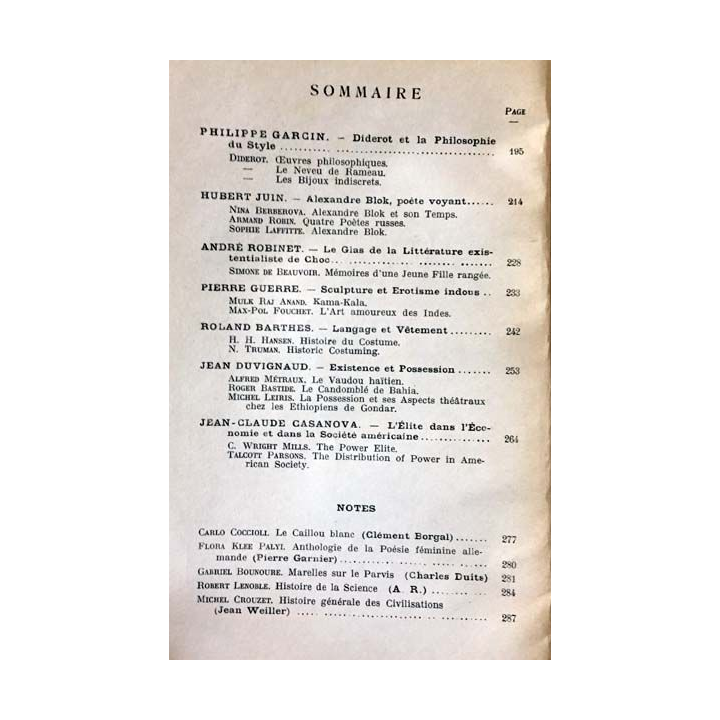 SOMMAIRE
PAGE
PHILIPPE GARCIN. — Diderot et la Philosophie
du Style .......... 195
DIDEROT. Œuvres philosophiques.
— Le Neveu de Rameau.
— Les Bijoux indiscrets.
HUBERT JUIN. — Alexandre Blok, poéte voyant...... 214
NINA BERBEROVA. Alexandre Blok et son Temps.
ARMAND ROBIN. Quatre Poètes russes.
SOPHIE LAFFITTE. Alexandre Blok.
ANDRÉ ROBINET. — Le Glas de la Littérature exis-
tentialiste de Choc.......... 228
SIMONE DE BEAUVOIR. Mémoires d'une Jeune Fille rangée.
PIERRE GUERRE. — Sculpture et Erotisme indous .. 233
MULK RAJ ANAND. Kama-Kala.
MAX-POL FOUCHET. L'Art amoureux des Indes.
ROLAND BARTHES. — Langage et Vêtement ......... 242
H. H. HANSEN. Histoire du Costume.
N. TRUMAN. Historic Costuming.
JEAN DUVIGNAUD. — Existence et Possession ....... 253
ALFRED MÉTRAUX. Le Vaudou haïtien.
ROGER BASTIDE. Le Candomblé de Bahia.
MICHEL LEIRIS. La Possession et ses Aspects théâtraux
chez les Ethiopiens de Gondar.
JEAN-CLAUDE CASANOVA. — L'Élite dans l'Éco-
nomie et dans la Société américaine .............. 264
C. WRIGHT MILLS. The Power Elite.
TALCOTT PARSONS. The Distribution of Power in Ame-
rican Society.
NOTES
CARLO COCCIOLI. Le Caillou blanc (Clément Borgal)....... 277
FLORA KLEE PALYI. Anthologie de la Poésie féminine alle-
mande (Pierre Garnier).......... 280
GABRIEL BOUNOURE. Marelles sur le Parvis (Charles Duits) 281
ROBERT LENOBLE. Histoire de la Science (A. R.) .......... 284
MICHEL CROUZET. Histoire générale des Civilisations
(Jean Weiller) .......... 287